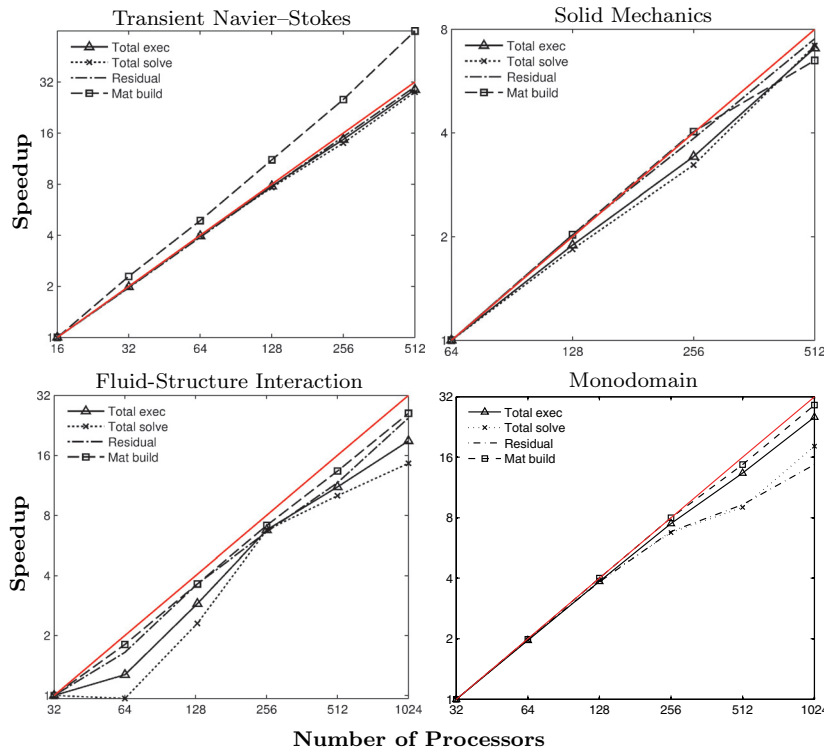 Transient Navier–Stokes
Total exec
Total solve
Residual
Mat build
32
16
8
4
2
1
16
32
64
128
256
512
Speedup
Solid Mechanics
Total exec
Total solve
Residual
Mat build
8
4
2
1
64
128
256
512
Fluid-Structure Interaction
Total exec
Total solve
Residual
Mat build
32
16
8
4
2
1
32
64
128
256
512
1024
Speedup
Monodomain
Total exec
Total solve
Residual
Mat build
32
16
8
4
2
1
32
64
128
256
512
1024
Number of Processors